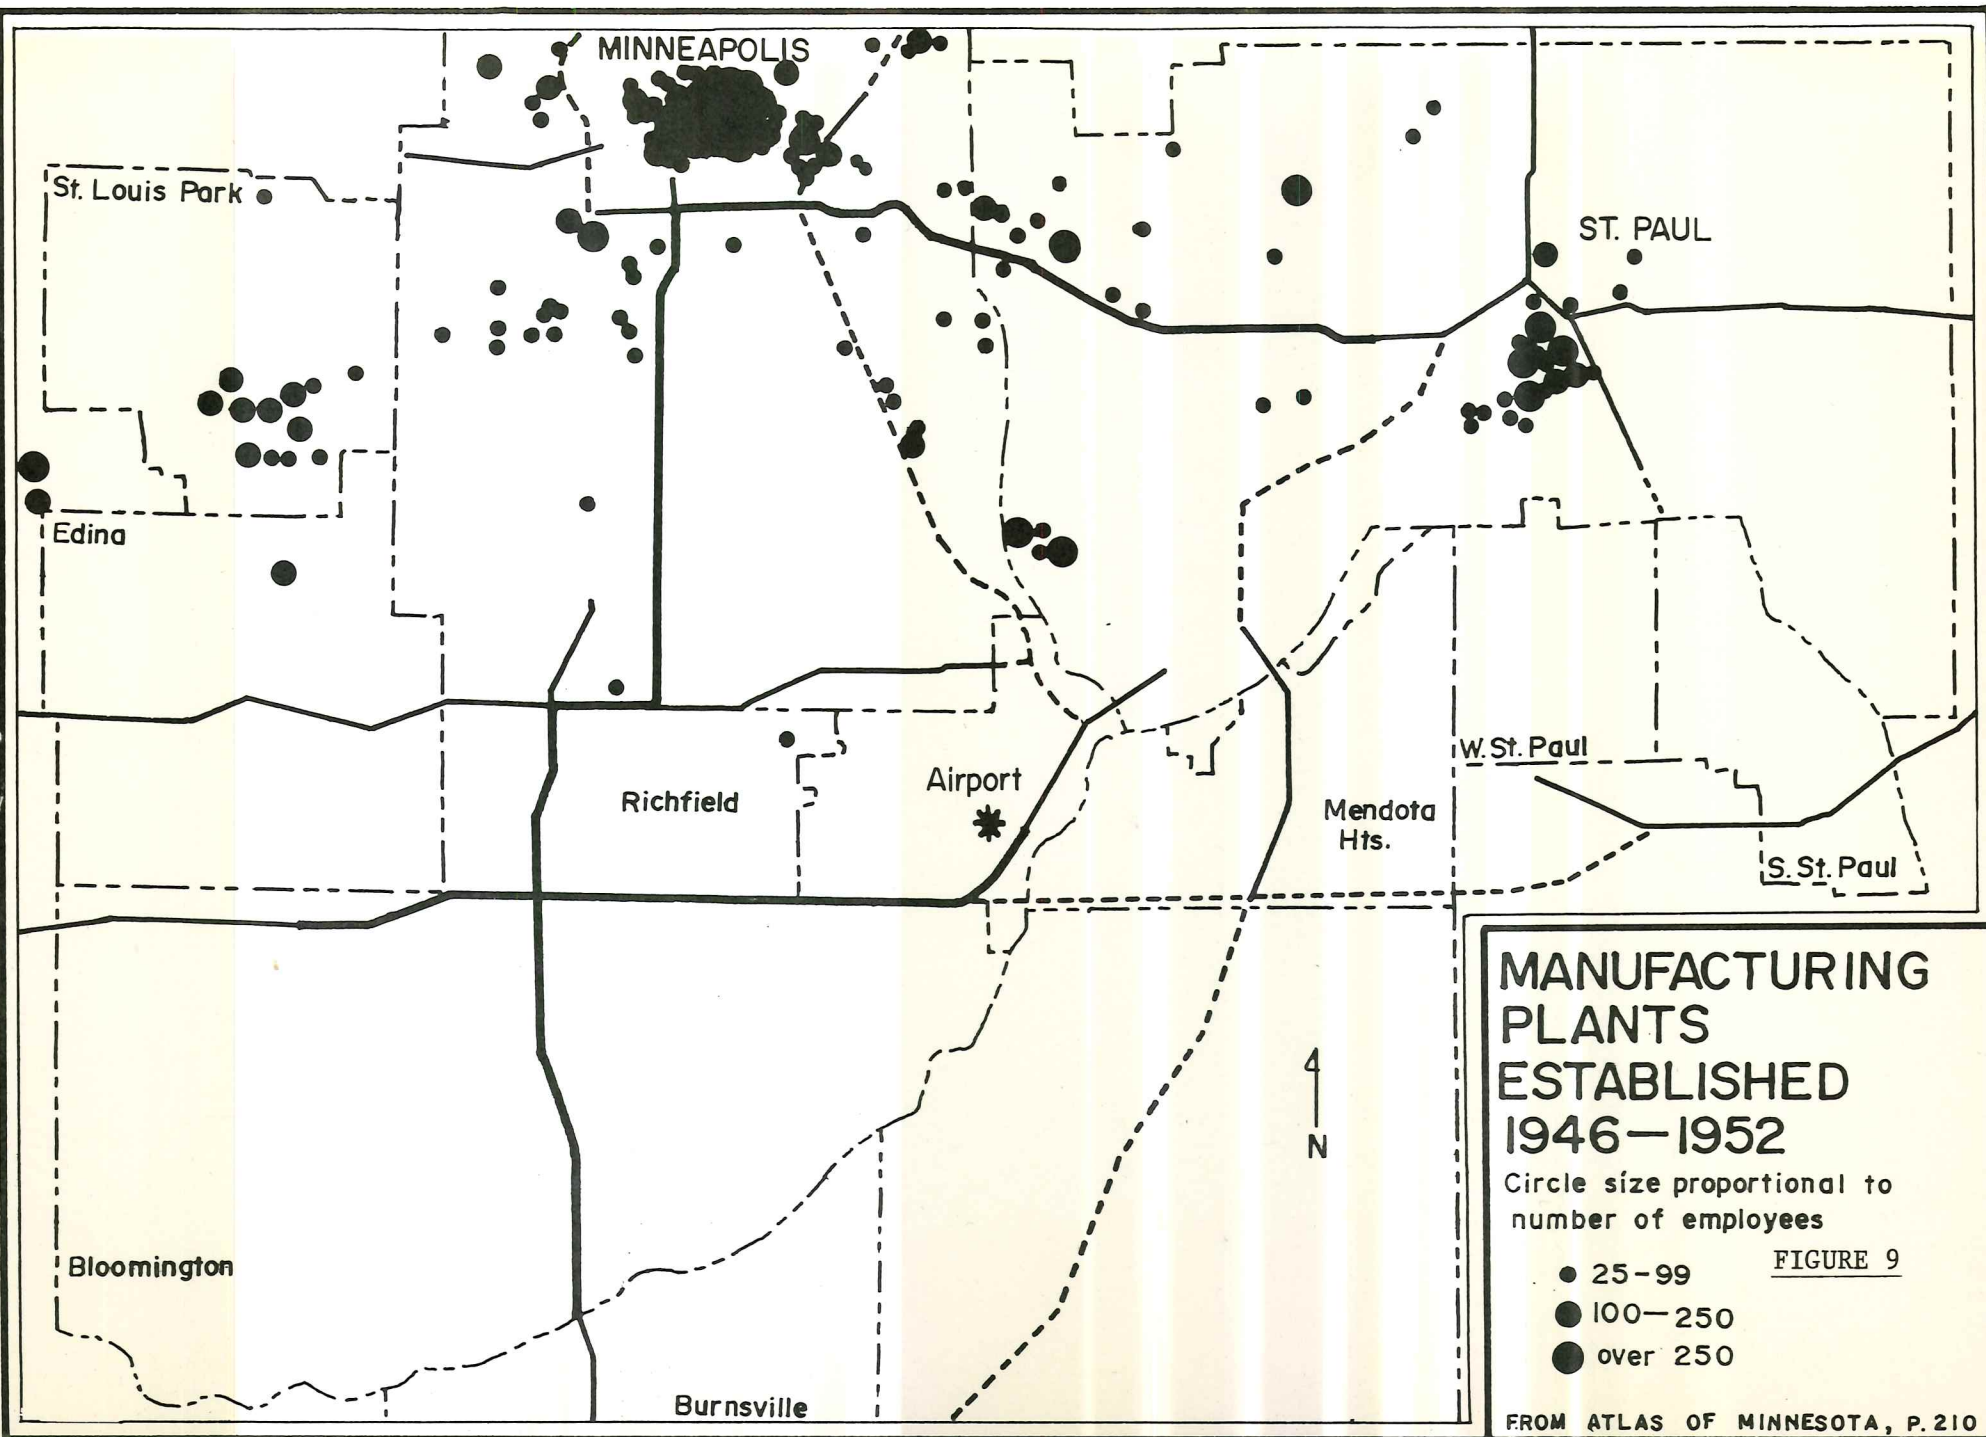 MINNEAPOLIS
St. Louis Park
ST. PAUL
Edina
W. St. Paul
Airport
Richfield
Mendota
Hts.
S. St. Paul
N
Bloomington
Burnsville
MANUFACTURING
PLANTS
ESTABLISHED
1946—1952
Circle size proportional to
number of employees
FIGURE 9
25-99
100-250
over 250
FROM ATLAS OF MINNESOTA, P. 210